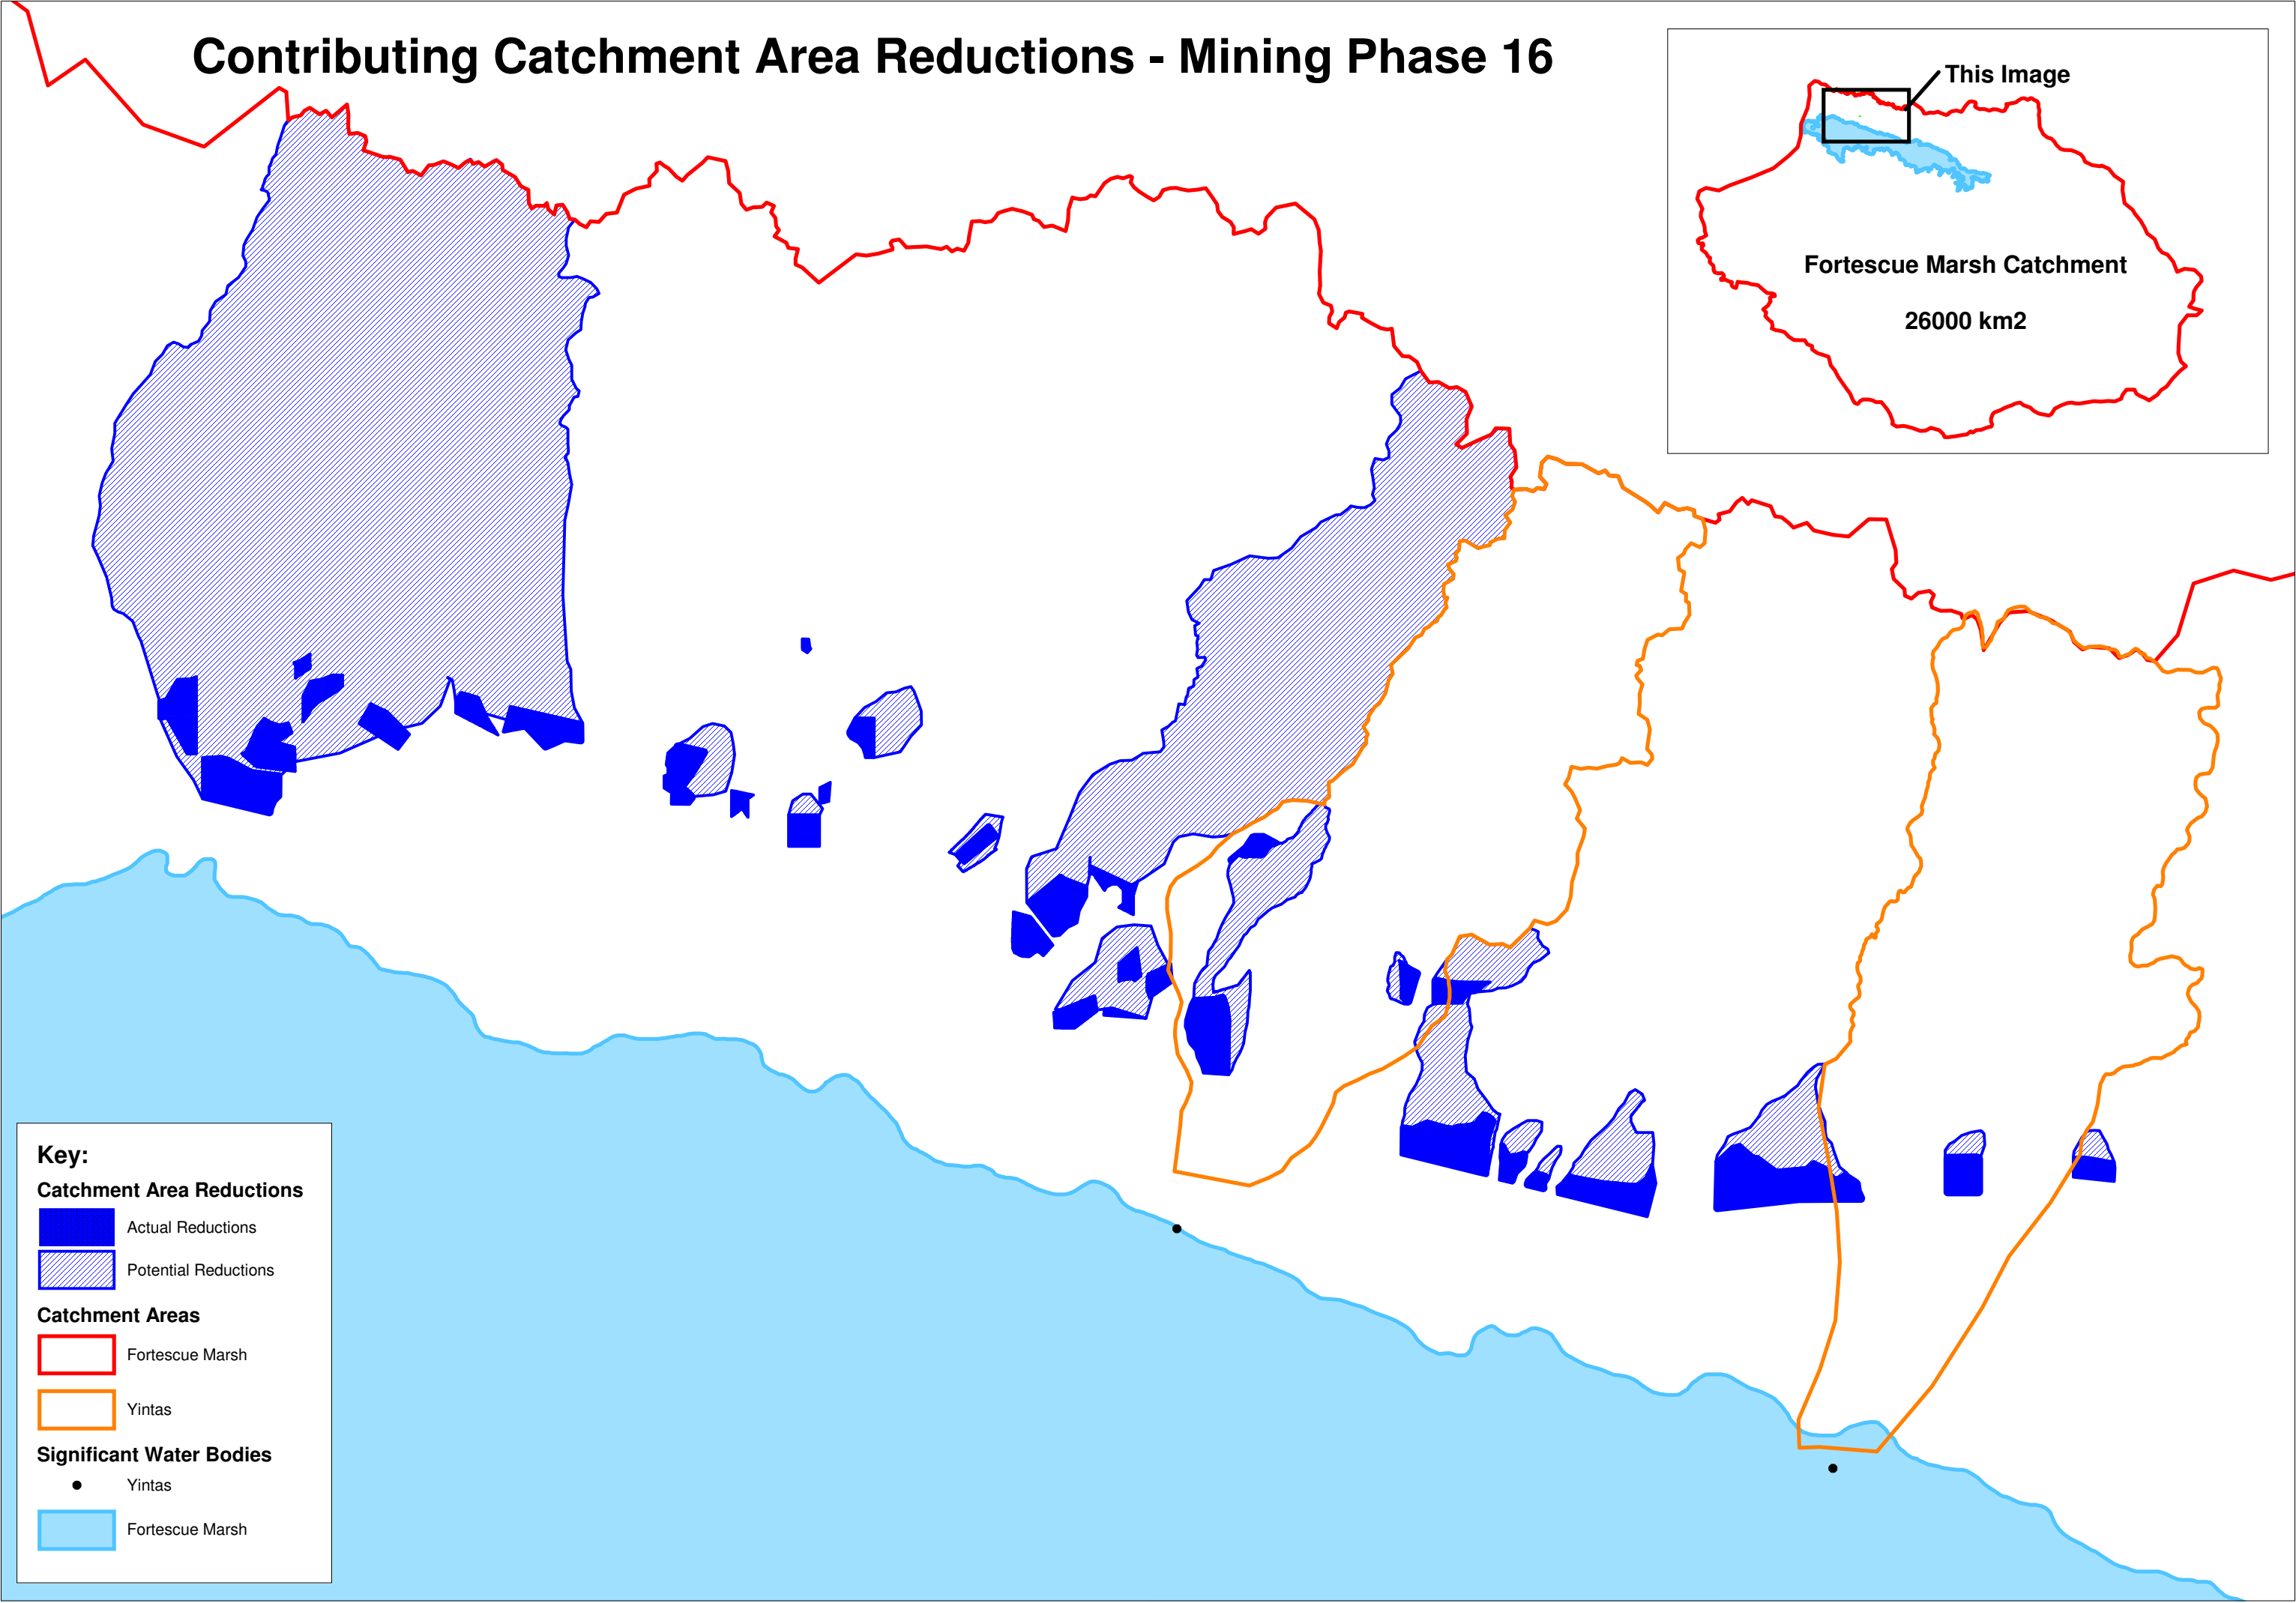 Contributing Catchment Area Reductions - Mining Phase 16
This Image
Fortescue Marsh Catchment
26000 km2
Key:
Catchment Area Reductions
Actual Reductions
Potential Reductions
Catchment Areas
Fortescue Marsh
Yintas
Significant Water Bodies
Yintas
Fortescue Marsh